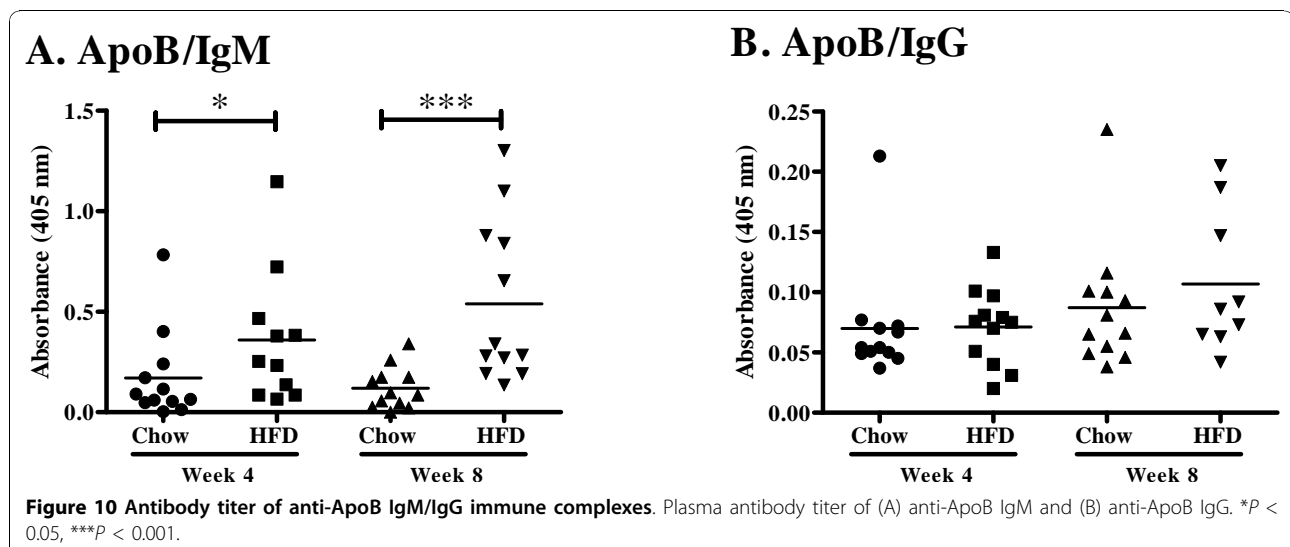 A. ApoB/IgM
B. ApoB/IgG
Absorbance (405 nm)
1.5
1.0
0.5
0.0
*
***
Chow
HFD
Chow
HFD
Week 4
Week 8
Absorbance (405 nm)
0.25
0.20
0.15
0.10
0.05
0.00
Chow
HFD
Chow
HFD
Week 4
Week 8
Figure 10 Antibody titer of anti-ApoB IgM/IgG immune complexes. Plasma antibody titer of (A) anti-ApoB IgM and (B) anti-ApoB IgG. *P <
0.05, ***P < 0.001.